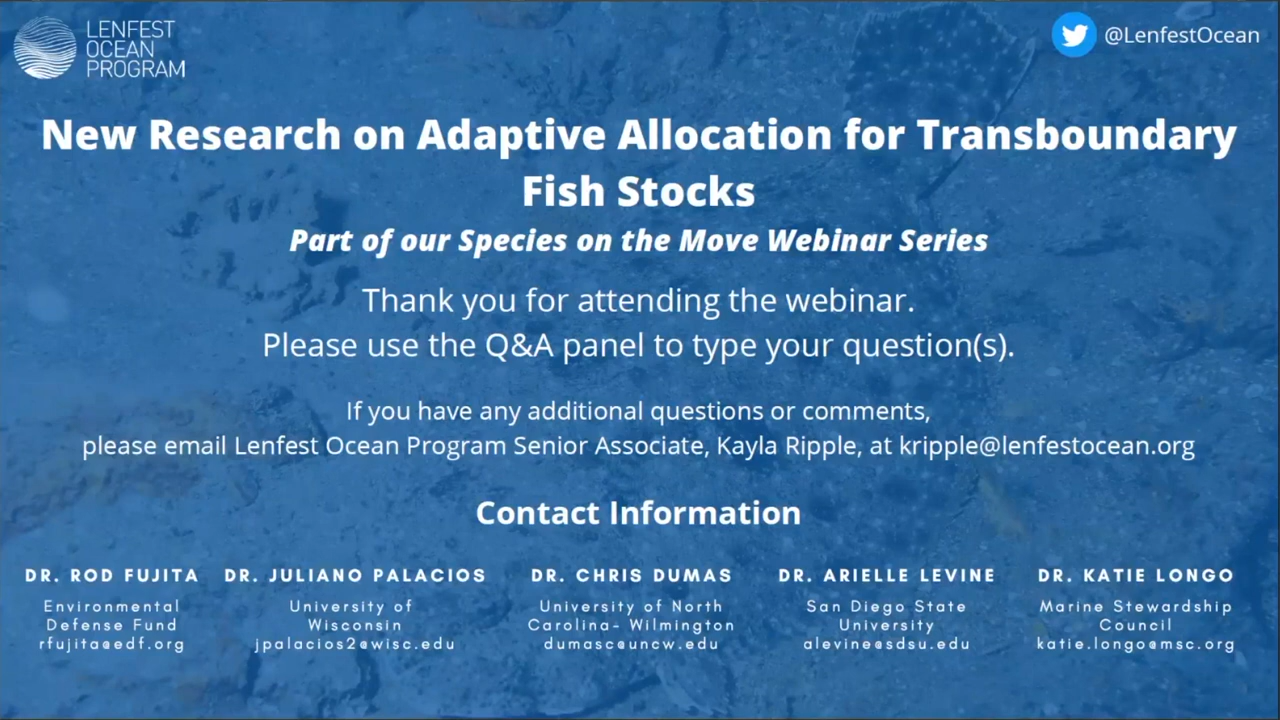 LENFEST
OCEAN
PROGRAM
@LenfestOcean
New Research on Adaptive Allocation for Transboundary
Fish Stocks
Part of our Species on the Move Webinar Series
Thank you for attending the webinar.
Please use the Q&A panel to type your question(s).
If you have any additional questions or comments,
please email Lenfest Ocean Program Senior Associate, Kayla Ripple, at kripple@lenfestocean.org
Contact Information
DR. ROD FUJITA
Environmental
Defense Fund
rfujita@edf.org
DR. JULIANO PALACIOS
University of
Wisconsin
jpalacios2@wisc.edu
DR. CHRIS DUMAS
University of North
Carolina- Wilmington
dumasc@uncw.edu
DR. ARIELLE LEVINE
San Diego State
University
alevine@sdsu.edu
DR. KATIE LONGO
Marine Stewardship
Council
katie.longo@msc.org